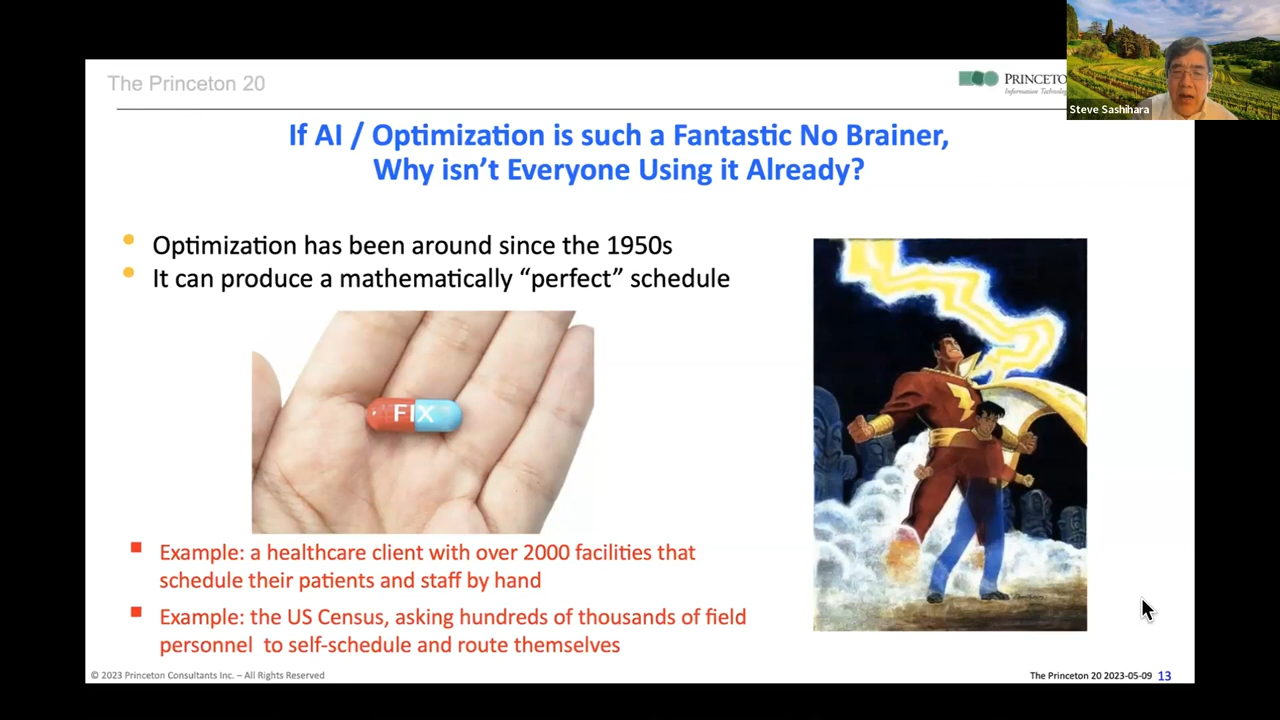 The Princeton 20
PRINCETO
Information Technology
Steve Sashihara
If AI / Optimization is such a Fantastic No Brainer,
Why isn't Everyone Using it Already?
Optimization has been around since the 1950s
It can produce a mathematically “perfect” schedule
FIX
Example: a healthcare client with over 2000 facilities that
schedule their patients and staff by hand
Example: the US Census, asking hundreds of thousands of field
personnel to self-schedule and route themselves
© 2023 Princeton Consultants Inc. – All Rights Reserved
The Princeton 20 2023-05-09 13